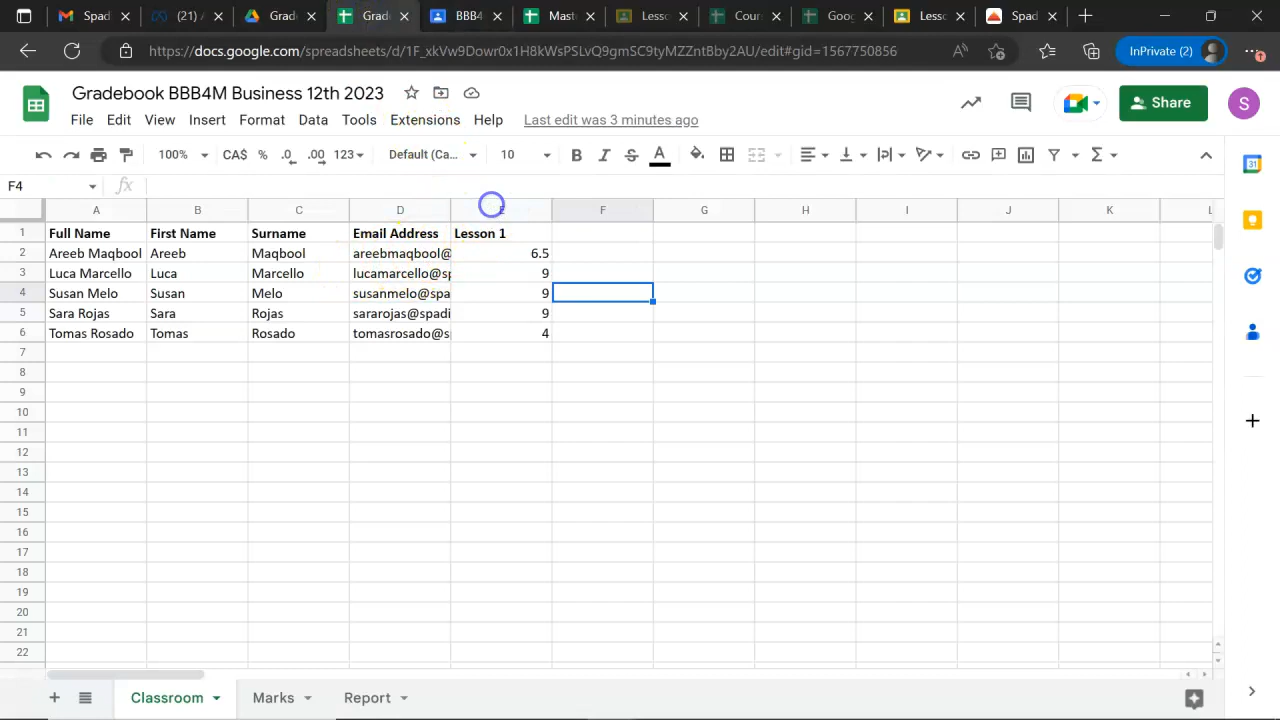 Spad
(21)
Grad
Grade
BBB4
Mast
Lesso
Cour
Goog
Lesso
Spad
https://docs.google.com/spreadsheets/d/1F_xkVw9Dowr0x1H8kWsPSLvQ9gmSC9tyMZZntBby2AU/edit#gid=1567750856
InPrivate (2)
Gradebook BBB4M Business 12th 2023
Share
S
File Edit View Insert Format Data Tools Extensions Help Last edit was 3 minutes ago
100% CA$ % .0 .00 123 Default (Ca... 10 B I S A
31
F4 fx
A B C D E F G H I J K L
1 Full Name First Name Surname Email Address Lesson 1
2 Areeb Maqbool Areeb Maqbool areebmaqbool@ 6.5
3 Luca Marcello Luca Marcello lucamarcello@sp 9
4 Susan Melo Susan Melo susanmelo@spa 9
5 Sara Rojas Sara Rojas sararojas@spadi 9
6 Tomas Rosado Tomas Rosado tomasrosado@s 4
7
8
9
10
11
12
13
14
15
16
17
18
19
20
21
22
Classroom Marks Report